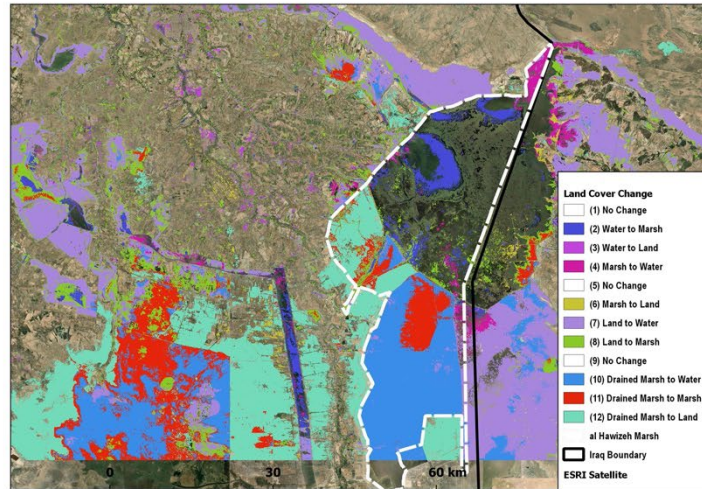 Land Cover Change
(1) No Change
(2) Water to Marsh
(3) Water to Land
(4) Marsh to Water
(5) No Change
(6) Marsh to Land
(7) Land to Water
(8) Land to Marsh
(9) No Change
(10) Drained Marsh to Water
(11) Drained Marsh to Marsh
(12) Drained Marsh to Land
al Hawizeh Marsh
Iraq Boundary
ESRI Satellite
0 30 60 km